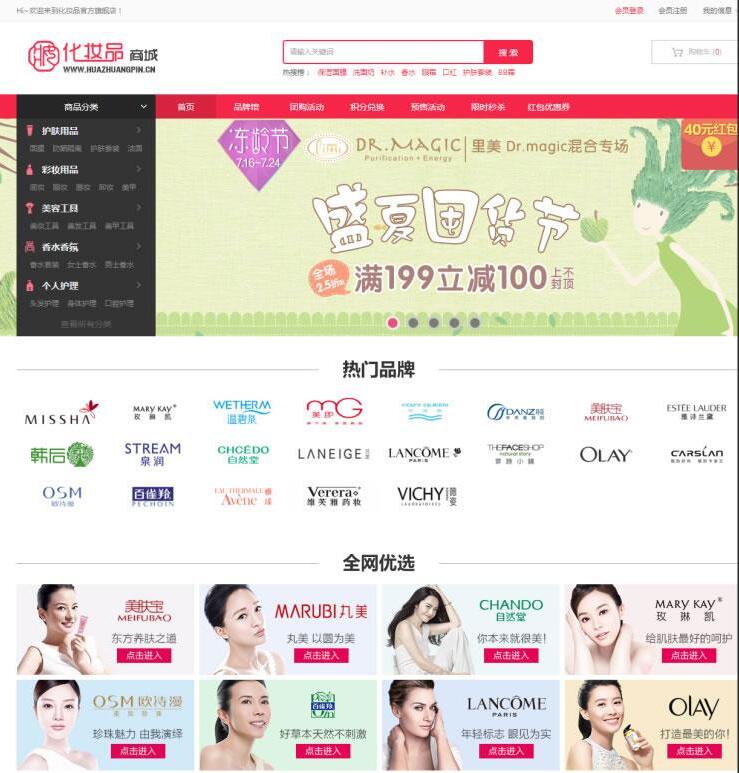 Hi~欢迎来到化妆品官方旗舰店！
会员登录 会员注册 我的信息
化妆品 商城
WWW.HUAZHUANGPIN.CN
请输入关键词 搜索
购物车(0)
热搜榜： 保湿面膜 洗面奶 补水 香水 眼霜 口红 护肤套装 BB霜
商品分类 首页 品牌馆 团购活动 积分兑换 预售活动 限时秒杀 红包优惠券
护肤用品
面膜 防晒隔离 护肤套装 洁面
彩妆用品
底妆 眼妆 唇妆 卸妆 美甲
美容工具
美妆工具 美发工具 美甲工具
香水香氛
香水套装 女士香水 男士香水
个人护理
头发护理 身体护理 口腔护理
查看所有分类
冻龄节
7.16~7.24
limi DR.MAGIC
Purification+Energy
里美 Dr.magic混合专场
40元红包
盛夏囤货节
全场
2.5折起
满199立减100 上不封顶
热门品牌
MISSHA MARY KAY 玫琳凯 WETHERM 温碧泉 美即 MG DANZ 美肤宝 MEIFUBAO ESTĒE LAUDER 雅诗兰黛
韩后 STREAM 泉润 CHCEDO 自然堂 LANEIGE LANCÔME PARIS THEFACESHOP natural story 菲诗小铺 OLAY CARSLAN
OSM 欧诗漫 百雀羚 PECHOIN EAU THERMALE Avène 雅漾 Verera 维芙雅药妆 VICHY LABORATOIRES 薇姿
全网优选
美肤宝
MEIFUBAO
东方养肤之道
点击进入
MARUBI 丸美
丸美 以圆为美
点击进入
CHANDO
自然堂
你本来就很美!
点击进入
MARY KAY
玫琳凯
给肌肤最好的呵护
点击进入
OSM 欧诗漫
珍珠魅力 由我演绎
点击进入
百雀羚
好草本天然不刺激
点击进入
LANCÔME
PARIS
年轻标志 眼见为实
点击进入
OLAY
打造最美的你!
点击进入